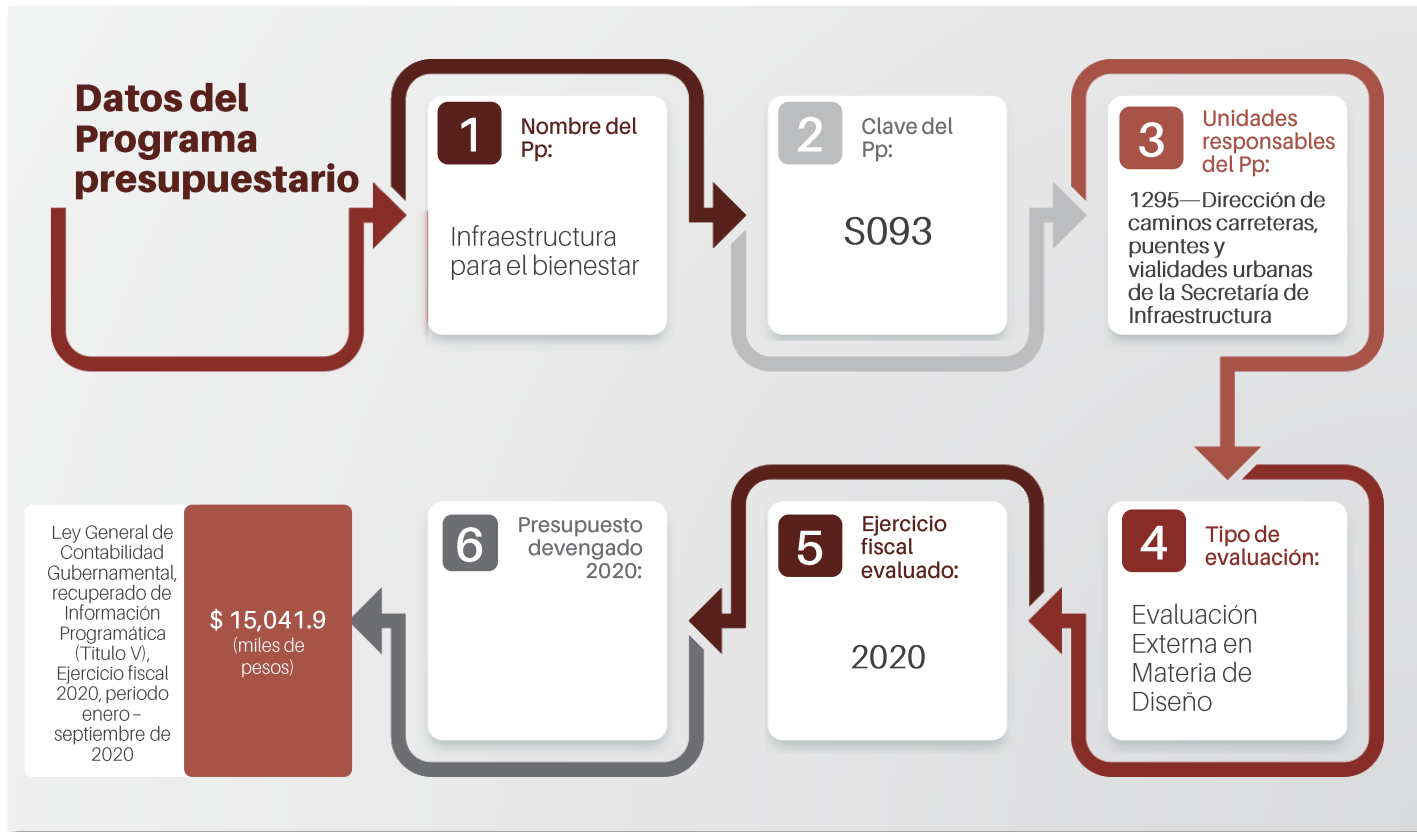 Datos del
Programa
presupuestario
1
Nombre del
Pp:
Infraestructura
para el bienestar
2
Clave del
Pp:
S093
3
Unidades
responsables
del Pp:
1295—Dirección de
caminos carreteras,
puentes y
vialidades urbanas
de la Secretaría de
Infraestructura
4
Tipo de
evaluación:
Evaluación
Externa en
Materia de
Diseño
5
Ejercicio
fiscal
evaluado:
2020
6
Presupuesto
devengado
2020:
$ 15,041.9
(miles de
pesos)
Ley General de
Contabilidad
Gubernamental,
recuperado de
Información
Programática
(Titulo V),
Ejercicio fiscal
2020, periodo
enero –
septiembre de
2020